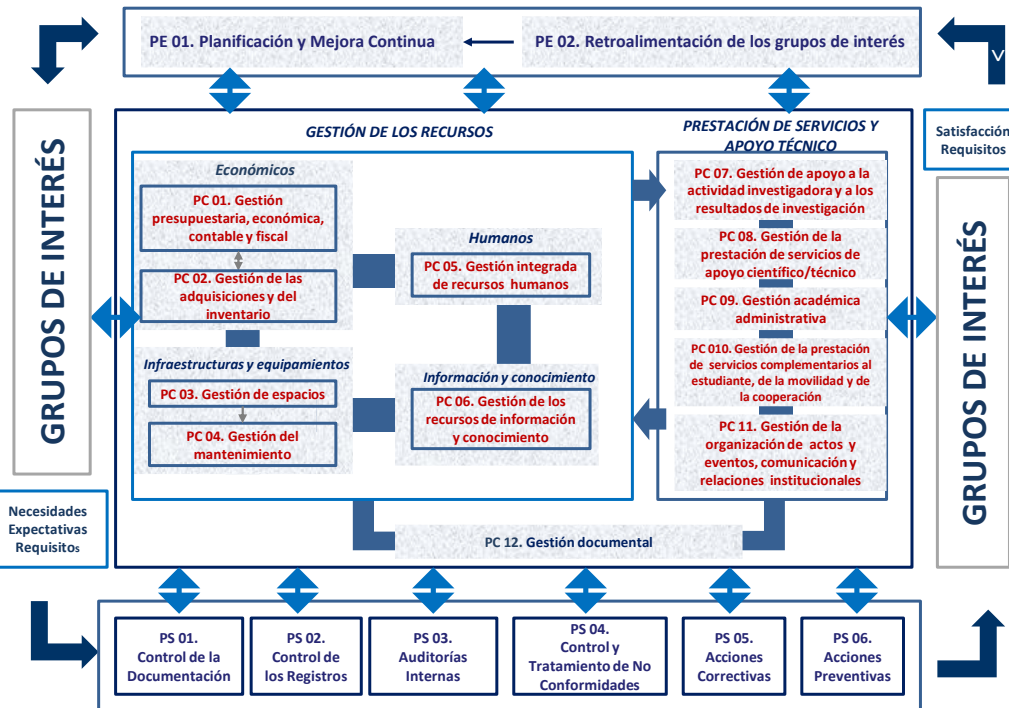 PE 01. Planificación y Mejora Continua
PE 02. Retroalimentación de los grupos de interés
V
GRUPOS DE INTERÉS
GESTIÓN DE LOS RECURSOS
PRESTACIÓN DE SERVICIOS Y
APOYO TÉCNICO
Satisfacción
Requisitos
Económicos
PC 01. Gestión
presupuestaria, económica,
contable y fiscal
PC 02. Gestión de las
adquisiciones y del
inventario
Humanos
PC 05. Gestión integrada
de recursos humanos
Infraestructuras y equipamientos
PC 03. Gestión de espacios
PC 04. Gestión del
mantenimiento
Información y conocimiento
PC 06. Gestión de los
recursos de información
y conocimiento
PC 07. Gestión de apoyo a la
actividad investigadora y a los
resultados de investigación
PC 08. Gestión de la
prestación de servicios de
apoyo científico/técnico
PC 09. Gestión académica
administrativa
PC 010. Gestión de la prestación
de servicios complementarios al
estudiante, de la movilidad y de
la cooperación
PC 11. Gestión de la
organización de actos y
eventos, comunicación y
relaciones institucionales
GRUPOS DE INTERÉS
Necesidades
Expectativas
Requisitos
PC 12. Gestión documental
PS 01.
Control de la
Documentación
PS 02.
Control de
los Registros
PS 03.
Auditorías
Internas
PS 04.
Control y
Tratamiento de No
Conformidades
PS 05.
Acciones
Correctivas
PS 06.
Acciones
Preventivas